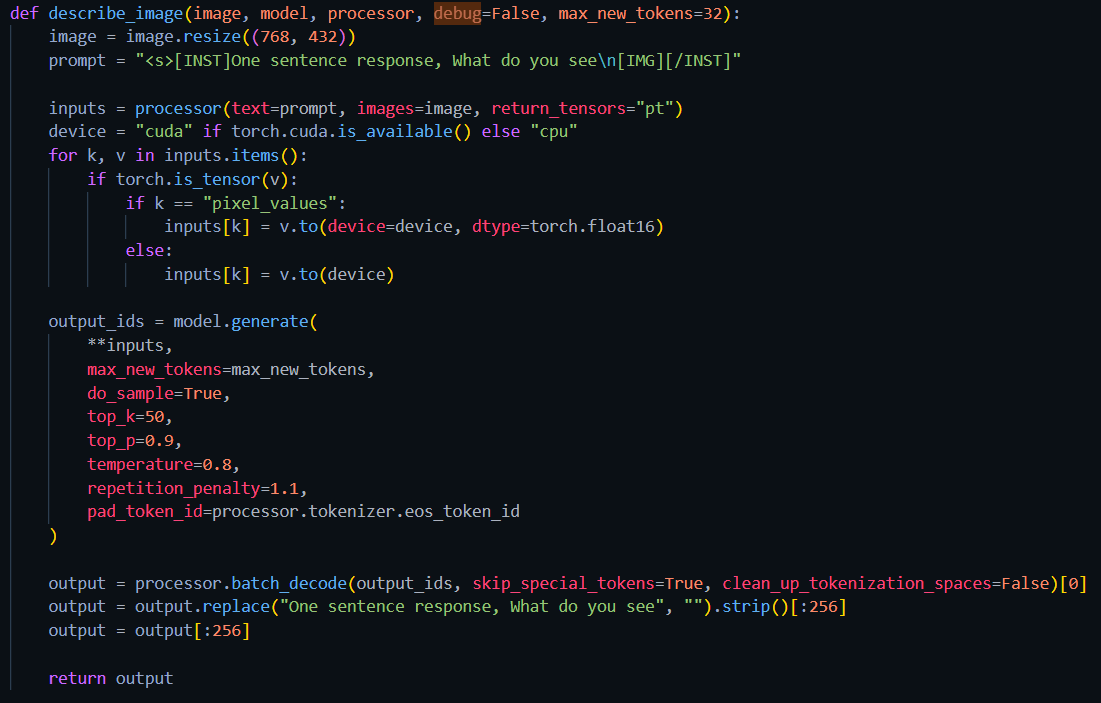 def describe_image(image, model, processor, debug=False, max_new_tokens=32):
    image = image.resize((768, 432))
    prompt = "<s>[INST]One sentence response, What do you see\n[IMG][/INST]"

    inputs = processor(text=prompt, images=image, return_tensors="pt")
    device = "cuda" if torch.cuda.is_available() else "cpu"
    for k, v in inputs.items():
        if torch.is_tensor(v):
            if k == "pixel_values":
                inputs[k] = v.to(device=device, dtype=torch.float16)
            else:
                inputs[k] = v.to(device)

    output_ids = model.generate(
        **inputs,
        max_new_tokens=max_new_tokens,
        do_sample=True,
        top_k=50,
        top_p=0.9,
        temperature=0.8,
        repetition_penalty=1.1,
        pad_token_id=processor.tokenizer.eos_token_id
    )

    output = processor.batch_decode(output_ids, skip_special_tokens=True, clean_up_tokenization_spaces=False)[0]
    output = output.replace("One sentence response, What do you see", "").strip()[:256]
    output = output[:256]

    return output